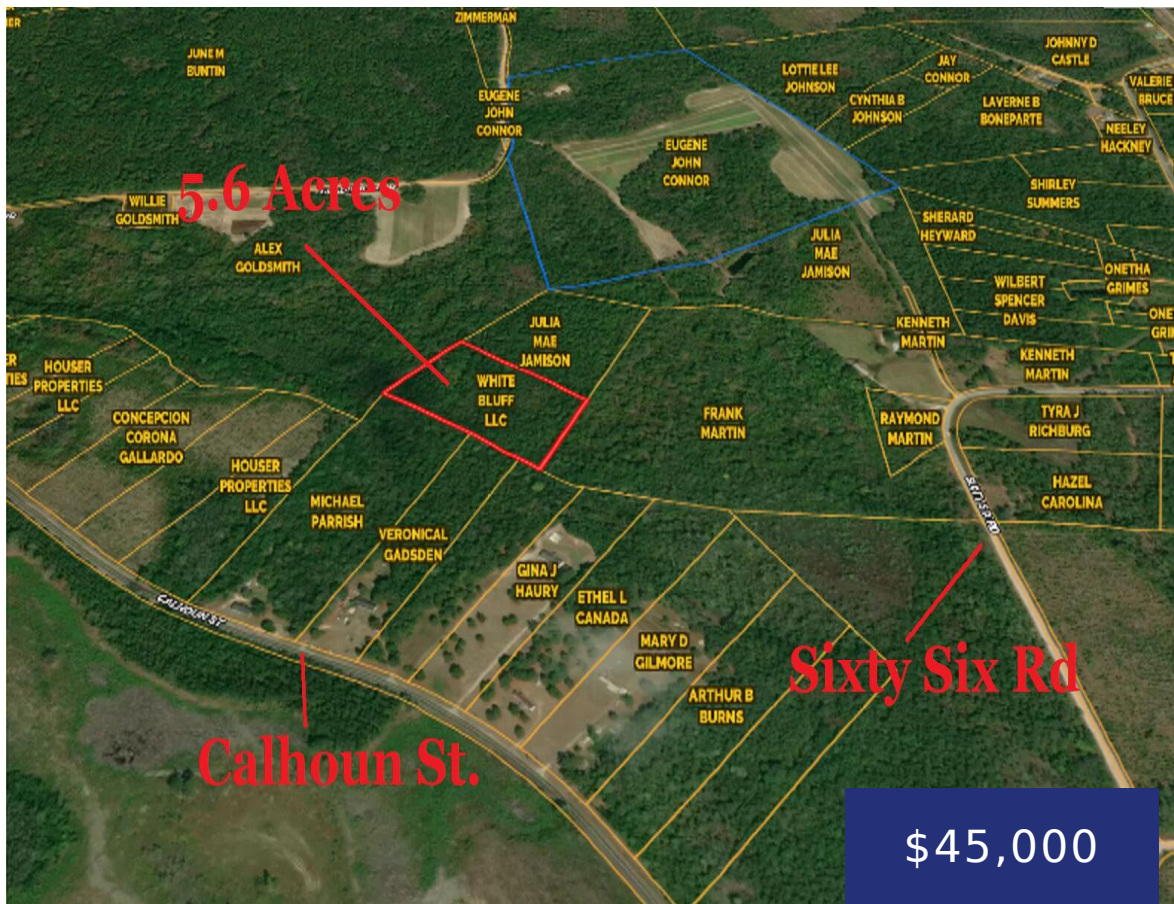 ZIMMERMAN
JUNE M
BUNTIN
JOHNNY D
CASTLE
LOTTIE LEE
JOHNSON
JAY
CONNOR
VALERIE
BRUCE
EUGENE
JOHN
CONNOR
CYNTHIA B
JOHNSON
LAVERNE B
BONEPARTE
NEELEY
HACKNEY
EUGENE
JOHN
CONNOR
5.6 Acres
WILLIE
GOLDSMITH
SHIRLEY
SUMMERS
SHERARD
HEYWARD
ALEX
GOLDSMITH
JULIA
MAE
JAMISON
ONETHA
GRIMES
WILBERT
SPENCER
DAVIS
JULIA
MAE
JAMISON
KENNETH
MARTIN
KENNETH
MARTIN
HOUSER
PROPERTIES
LLC
WHITE
BLUFF
LLC
CONCEPCION
CORONA
GALLARDO
FRANK
MARTIN
RAYMOND
MARTIN
TYRA J
RICHBURG
HOUSER
PROPERTIES
LLC
MICHAEL
PARRISH
HAZEL
CAROLINA
VERONICAL
GADSDEN
GINA J
HAURY
ETHEL L
CANADA
CALHOUN ST
MARY D
GILMORE
Sixty Six Rd
ARTHUR B
BURNS
Calhoun St.
$45,000